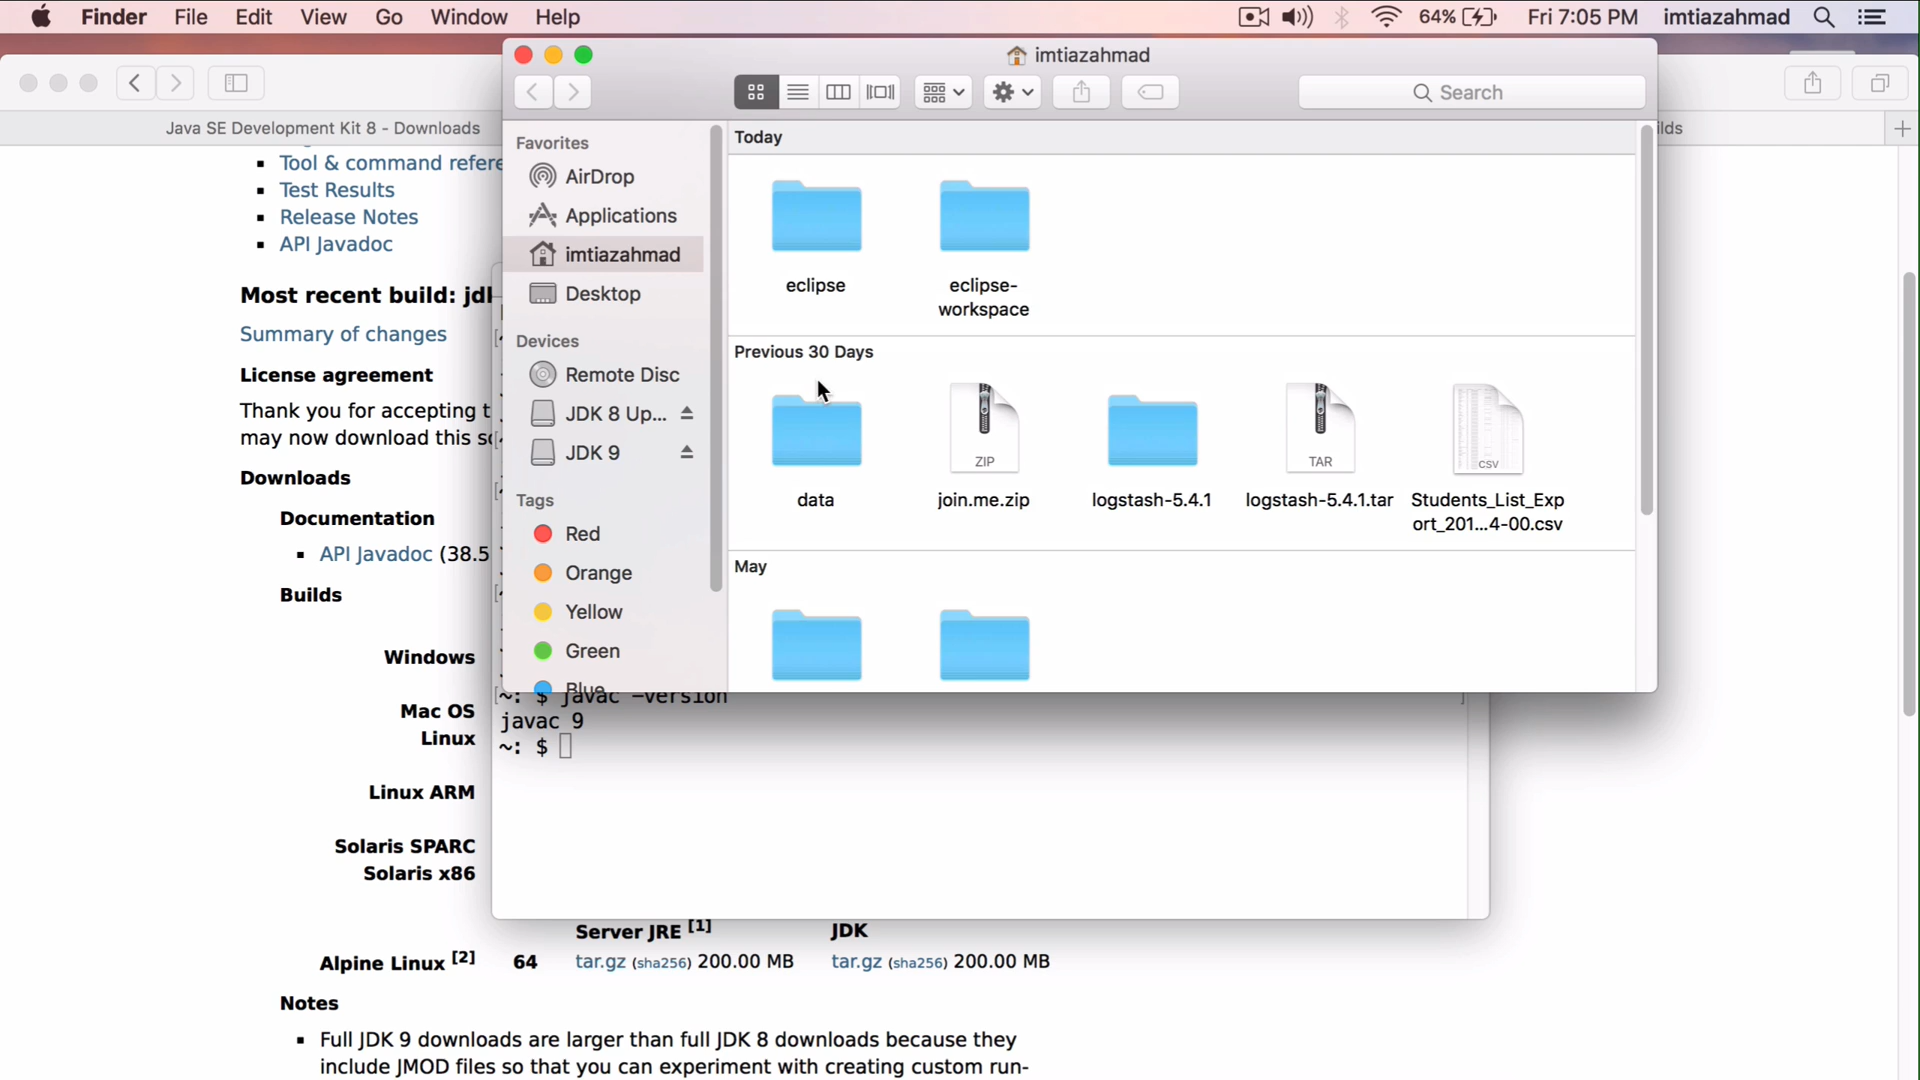 Finder File Edit View Go Window Help 64% Fri 7:05 PM imtiazahmad
imtiazahmad
Search
Java SE Development Kit 8 - Downloads
lds
Tool & command refere
Test Results
Release Notes
API Javadoc
Most recent build: jd
Summary of changes
License agreement
Thank you for accepting t
may now download this so
Downloads
Documentation
API Javadoc (38.5
Builds
Windows
Mac OS
Linux
Linux ARM
Solaris SPARC
Solaris x86
Favorites
AirDrop
Applications
imtiazahmad
Desktop
Devices
Remote Disc
JDK 8 Up...
JDK 9
Tags
Red
Orange
Yellow
Green
Blue
Today
eclipse
eclipse-
workspace
Previous 30 Days
ZIP
TAR
CSV
data
join.me.zip
logstash-5.4.1
logstash-5.4.1.tar
Students_List_Exp
ort_201...4-00.csv
May
~: $ javac -version
javac 9
~: $
Server JRE [1] JDK
Alpine Linux [2] 64 tar.gz (sha256) 200.00 MB tar.gz (sha256) 200.00 MB
Notes
Full JDK 9 downloads are larger than full JDK 8 downloads because they
include JMOD files so that you can experiment with creating custom run-